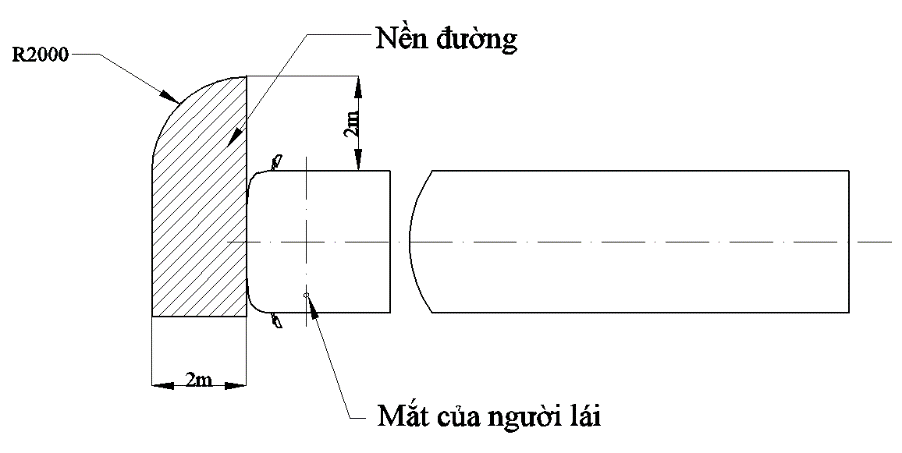 Nền đường
R2000
2m
2m
Mắt của người lái